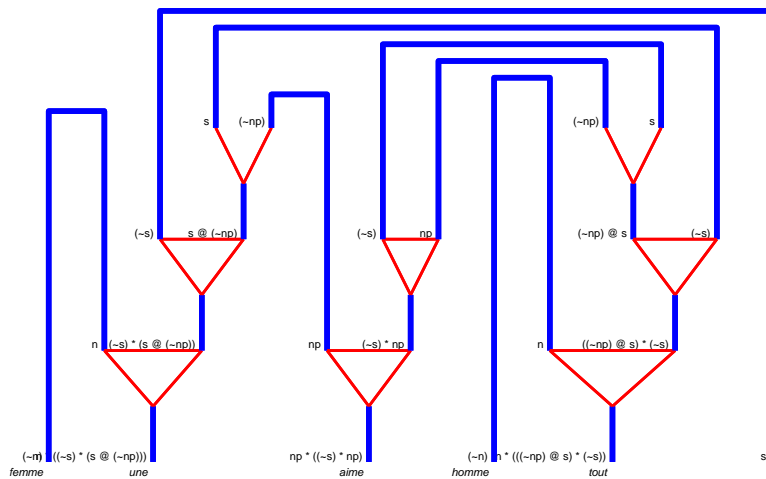 s (~np) (~np) s
(~s) s @ (~np) (~s) np (~np) @ s (~s)
n (~s) * (s @ (~np)) np (~s) * np n ((~np) @ s) * (~s)
(~n) n * ((~s) * (s @ (~np))) np * ((~s) * np) (~n) n * (((~np) @ s) * (~s)) s
femme une aime homme tout